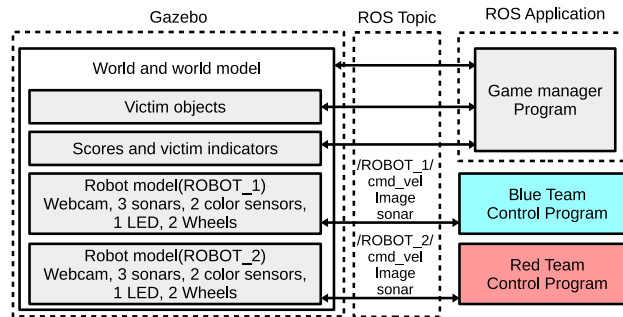 Gazebo
ROS Topic
ROS Application
World and world model
Victim objects
Scores and victim indicators
Robot model(ROBOT_1)
Webcam, 3 sonars, 2 color sensors,
1 LED, 2 Wheels
Robot model(ROBOT_2)
Webcam, 3 sonars, 2 color sensors,
1 LED, 2 Wheels
/ROBOT_1/
cmd_vel
Image
sonar
/ROBOT_2/
cmd_vel
Image
sonar
Game manager
Program
Blue Team
Control Program
Red Team
Control Program